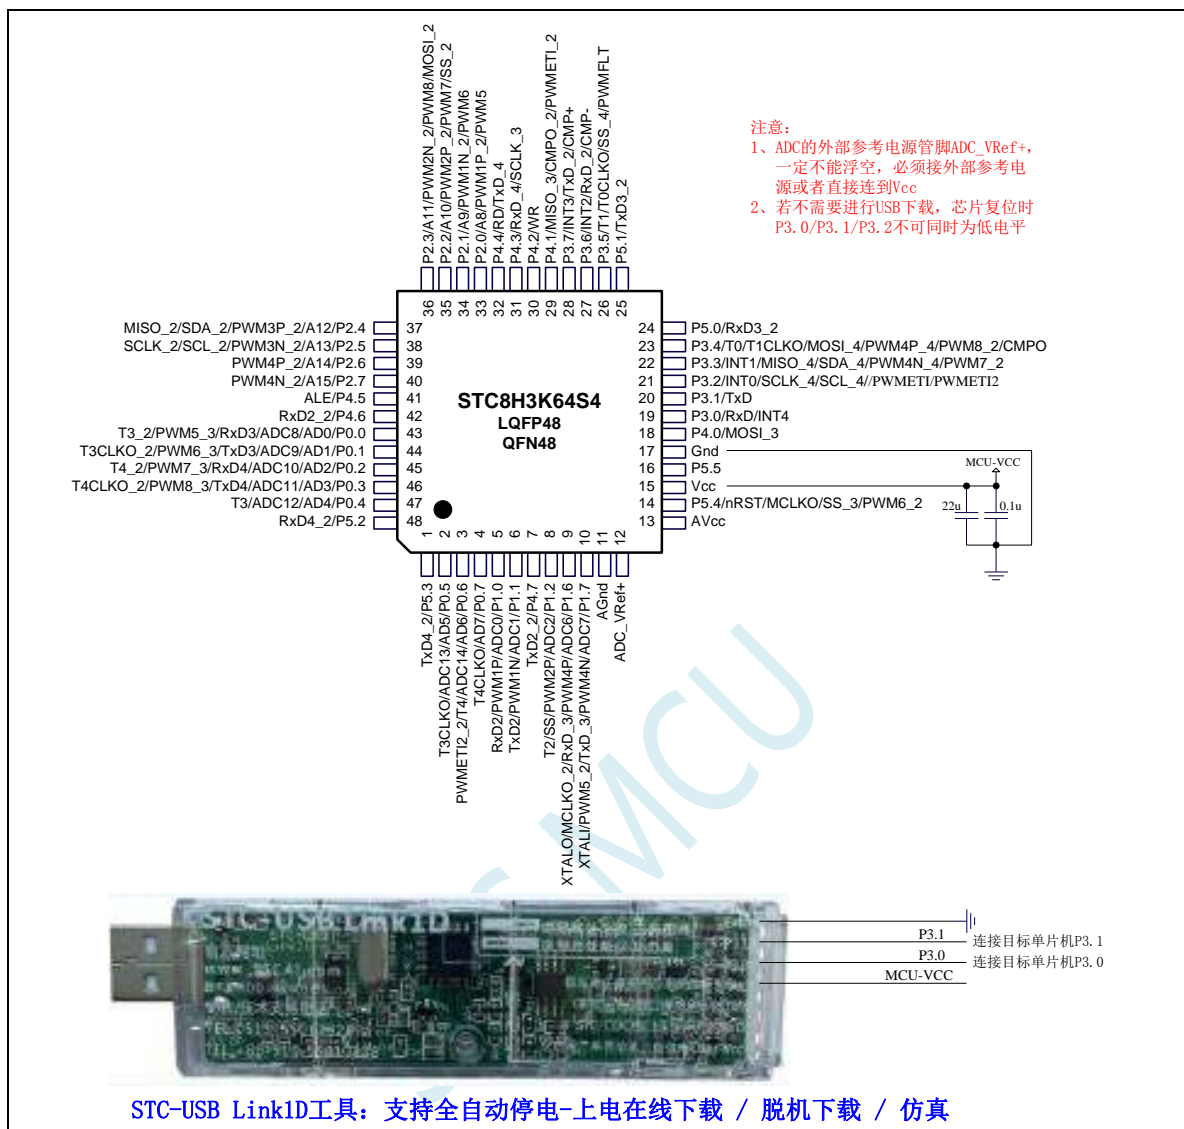 P2.3/A11/PWM2N_2/PWM8/MOSI_2
P2.2/A10/PWM2P_2/PWM7/SS_2
P2.1/A9/PWM1N_2/PWM6
P2.0/A8/PWM1P_2/PWM5
P4.4/RD/TxD_4
P4.3/RxD_4/SCLK_3
P4.2/WR
P4.1/MISO_3/CMPO_2/PWMETI_2
P3.7/INT3/TxD_2/CMP+
P3.6/INT2/RxD_2/CMP-
P3.5/T1/T0CLKO/SS_4/PWMFLT
P5.1/TxD3_2
注意：
1、ADC的外部参考电源管脚ADC_VRef+，
一定不能浮空，必须接外部参考电
源或者直接连到Vcc
2、若不需要进行USB下载，芯片复位时
P3.0/P3.1/P3.2不可同时为低电平
36 35 34 33 32 31 30 29 28 27 26 25
MISO_2/SDA_2/PWM3P_2/A12/P2.4 37
SCLK_2/SCL_2/PWM3N_2/A13/P2.5 38
PWM4P_2/A14/P2.6 39
PWM4N_2/A15/P2.7 40
ALE/P4.5 41
RxD2_2/P4.6 42
T3_2/PWM5_3/RxD3/ADC8/AD0/P0.0 43
T3CLKO_2/PWM6_3/TxD3/ADC9/AD1/P0.1 44
T4_2/PWM7_3/RxD4/ADC10/AD2/P0.2 45
T4CLKO_2/PWM8_3/TxD4/ADC11/AD3/P0.3 46
T3/ADC12/AD4/P0.4 47
RxD4_2/P5.2 48
STC8H3K64S4
LQFP48
QFN48
24 P5.0/RxD3_2
23 P3.4/T0/T1CLKO/MOSI_4/PWM4P_4/PWM8_2/CMPO
22 P3.3/INT1/MISO_4/SDA_4/PWM4N_4/PWM7_2
21 P3.2/INT0/SCLK_4/SCL_4//PWMETI/PWMETI2
20 P3.1/TxD
19 P3.0/RxD/INT4
18 P4.0/MOSI_3
17 Gnd
16 P5.5
15 Vcc
14 P5.4/nRST/MCLKO/SS_3/PWM6_2
13 AVcc
MCU-VCC
22u 0.1u
1 2 3 4 5 6 7 8 9 10 11 12
TxD4_2/P5.3
T3CLKO/ADC13/AD5/P0.5
PWMETI2_2/T4/ADC14/AD6/P0.6
T4CLKO/AD7/P0.7
RxD2/PWM1P/ADC0/P1.0
TxD2/PWM1N/ADC1/P1.1
TxD2_2/P4.7
T2/SS/PWM2P/ADC2/P1.2
XTALO/MCLKO_2/RxD_3/PWM4P/ADC6/P1.6
XTALI/PWM5_2/TxD_3/PWM4N/ADC7/P1.7
AGnd
ADC_VRef+
MCU
STC-USB Link1D
P3.1 连接目标单片机P3.1
P3.0 连接目标单片机P3.0
MCU-VCC
STC-USB Link1D工具：支持全自动停电-上电在线下载 / 脱机下载 / 仿真